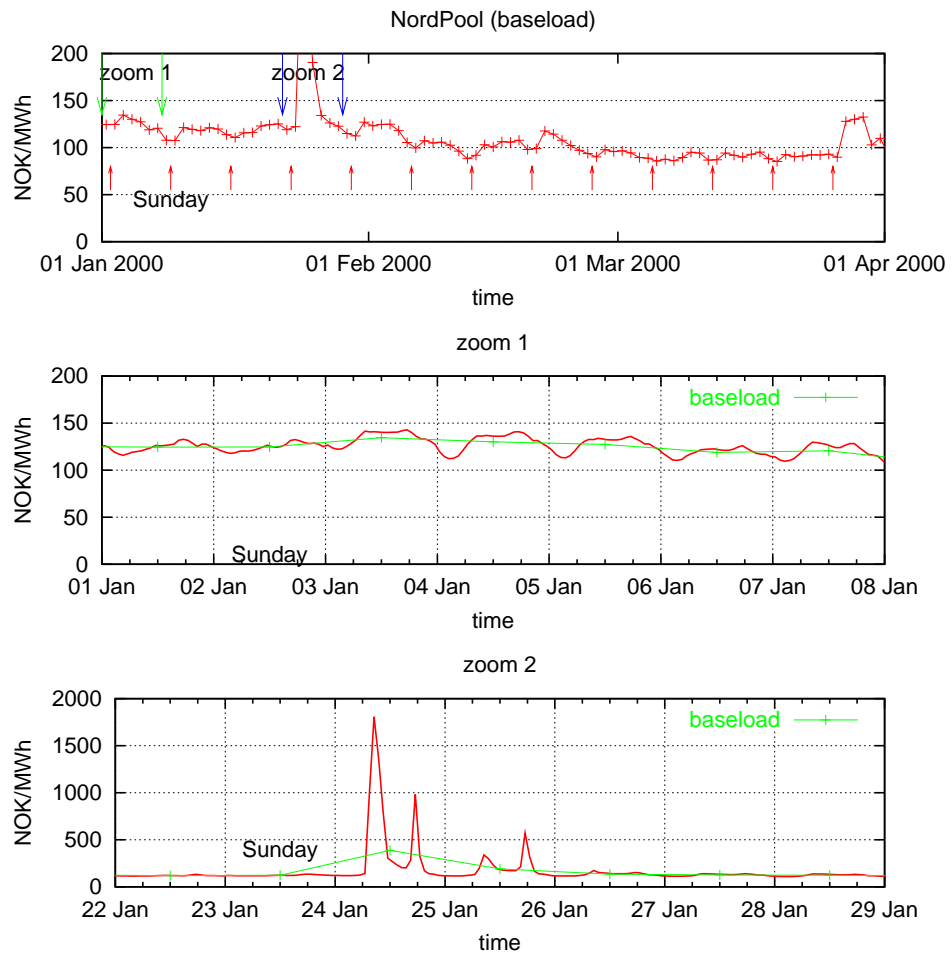 NordPool (baseload)
200
150
100
50
0
NOK/MWh
zoom 1
zoom 2
Sunday
01 Jan 2000
01 Feb 2000
01 Mar 2000
01 Apr 2000
time
zoom 1
200
150
100
50
0
NOK/MWh
baseload
Sunday
01 Jan
02 Jan
03 Jan
04 Jan
05 Jan
06 Jan
07 Jan
08 Jan
time
zoom 2
2000
1500
1000
500
0
NOK/MWh
baseload
Sunday
22 Jan
23 Jan
24 Jan
25 Jan
26 Jan
27 Jan
28 Jan
29 Jan
time